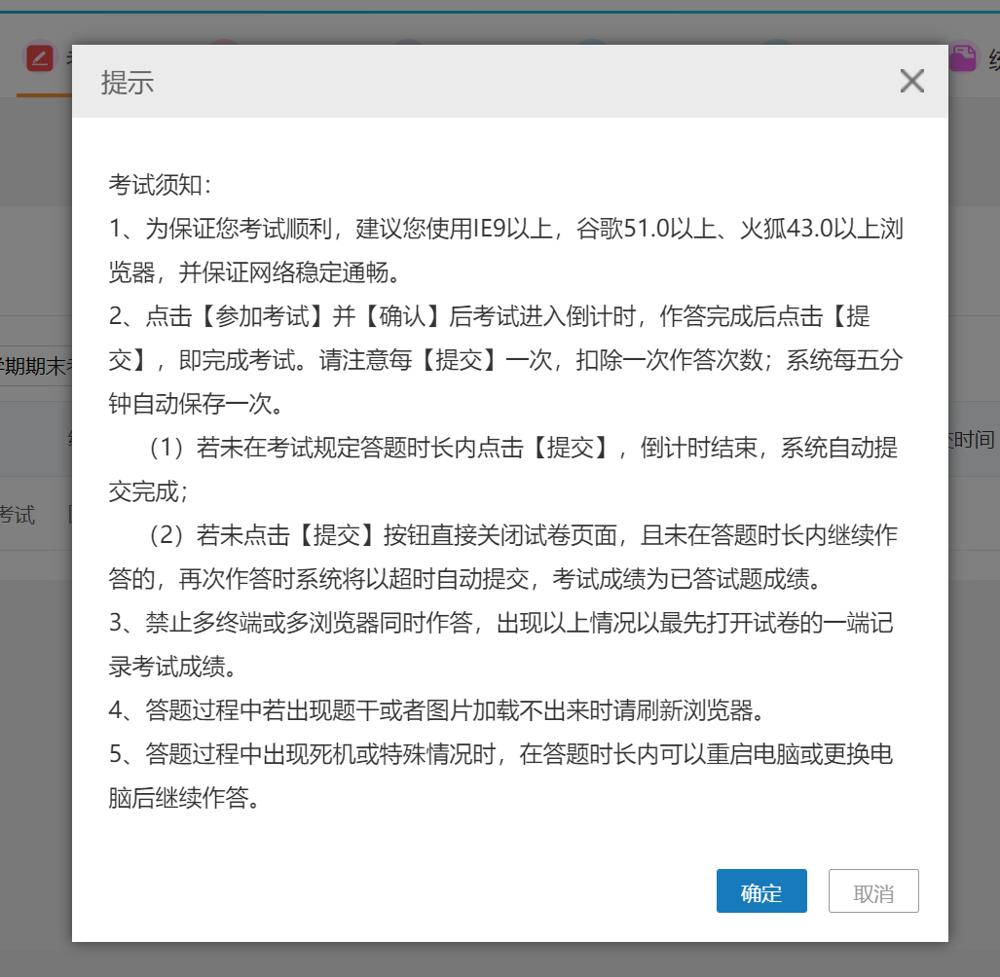 提示
考试须知：
1、为保证您考试顺利，建议您使用IE9以上，谷歌51.0以上、火狐43.0以上浏
览器，并保证网络稳定通畅。
2、点击【参加考试】并【确认】后考试进入倒计时，作答完成后点击【提
交】，即完成考试。请注意每【提交】一次，扣除一次作答次数；系统每五分
钟自动保存一次。
（1）若未在考试规定答题时长内点击【提交】，倒计时结束，系统自动提
交完成；
（2）若未点击【提交】按钮直接关闭试卷页面，且未在答题时长内继续作
答的，再次作答时系统将以超时自动提交，考试成绩为已答试题成绩。
3、禁止多终端或多浏览器同时作答，出现以上情况以最先打开试卷的一端记
录考试成绩。
4、答题过程中若出现题干或者图片加载不出来时请刷新浏览器。
5、答题过程中出现死机或特殊情况时，在答题时长内可以重启电脑或更换电
脑后继续作答。
确定 取消
学期期末
交时间
考试